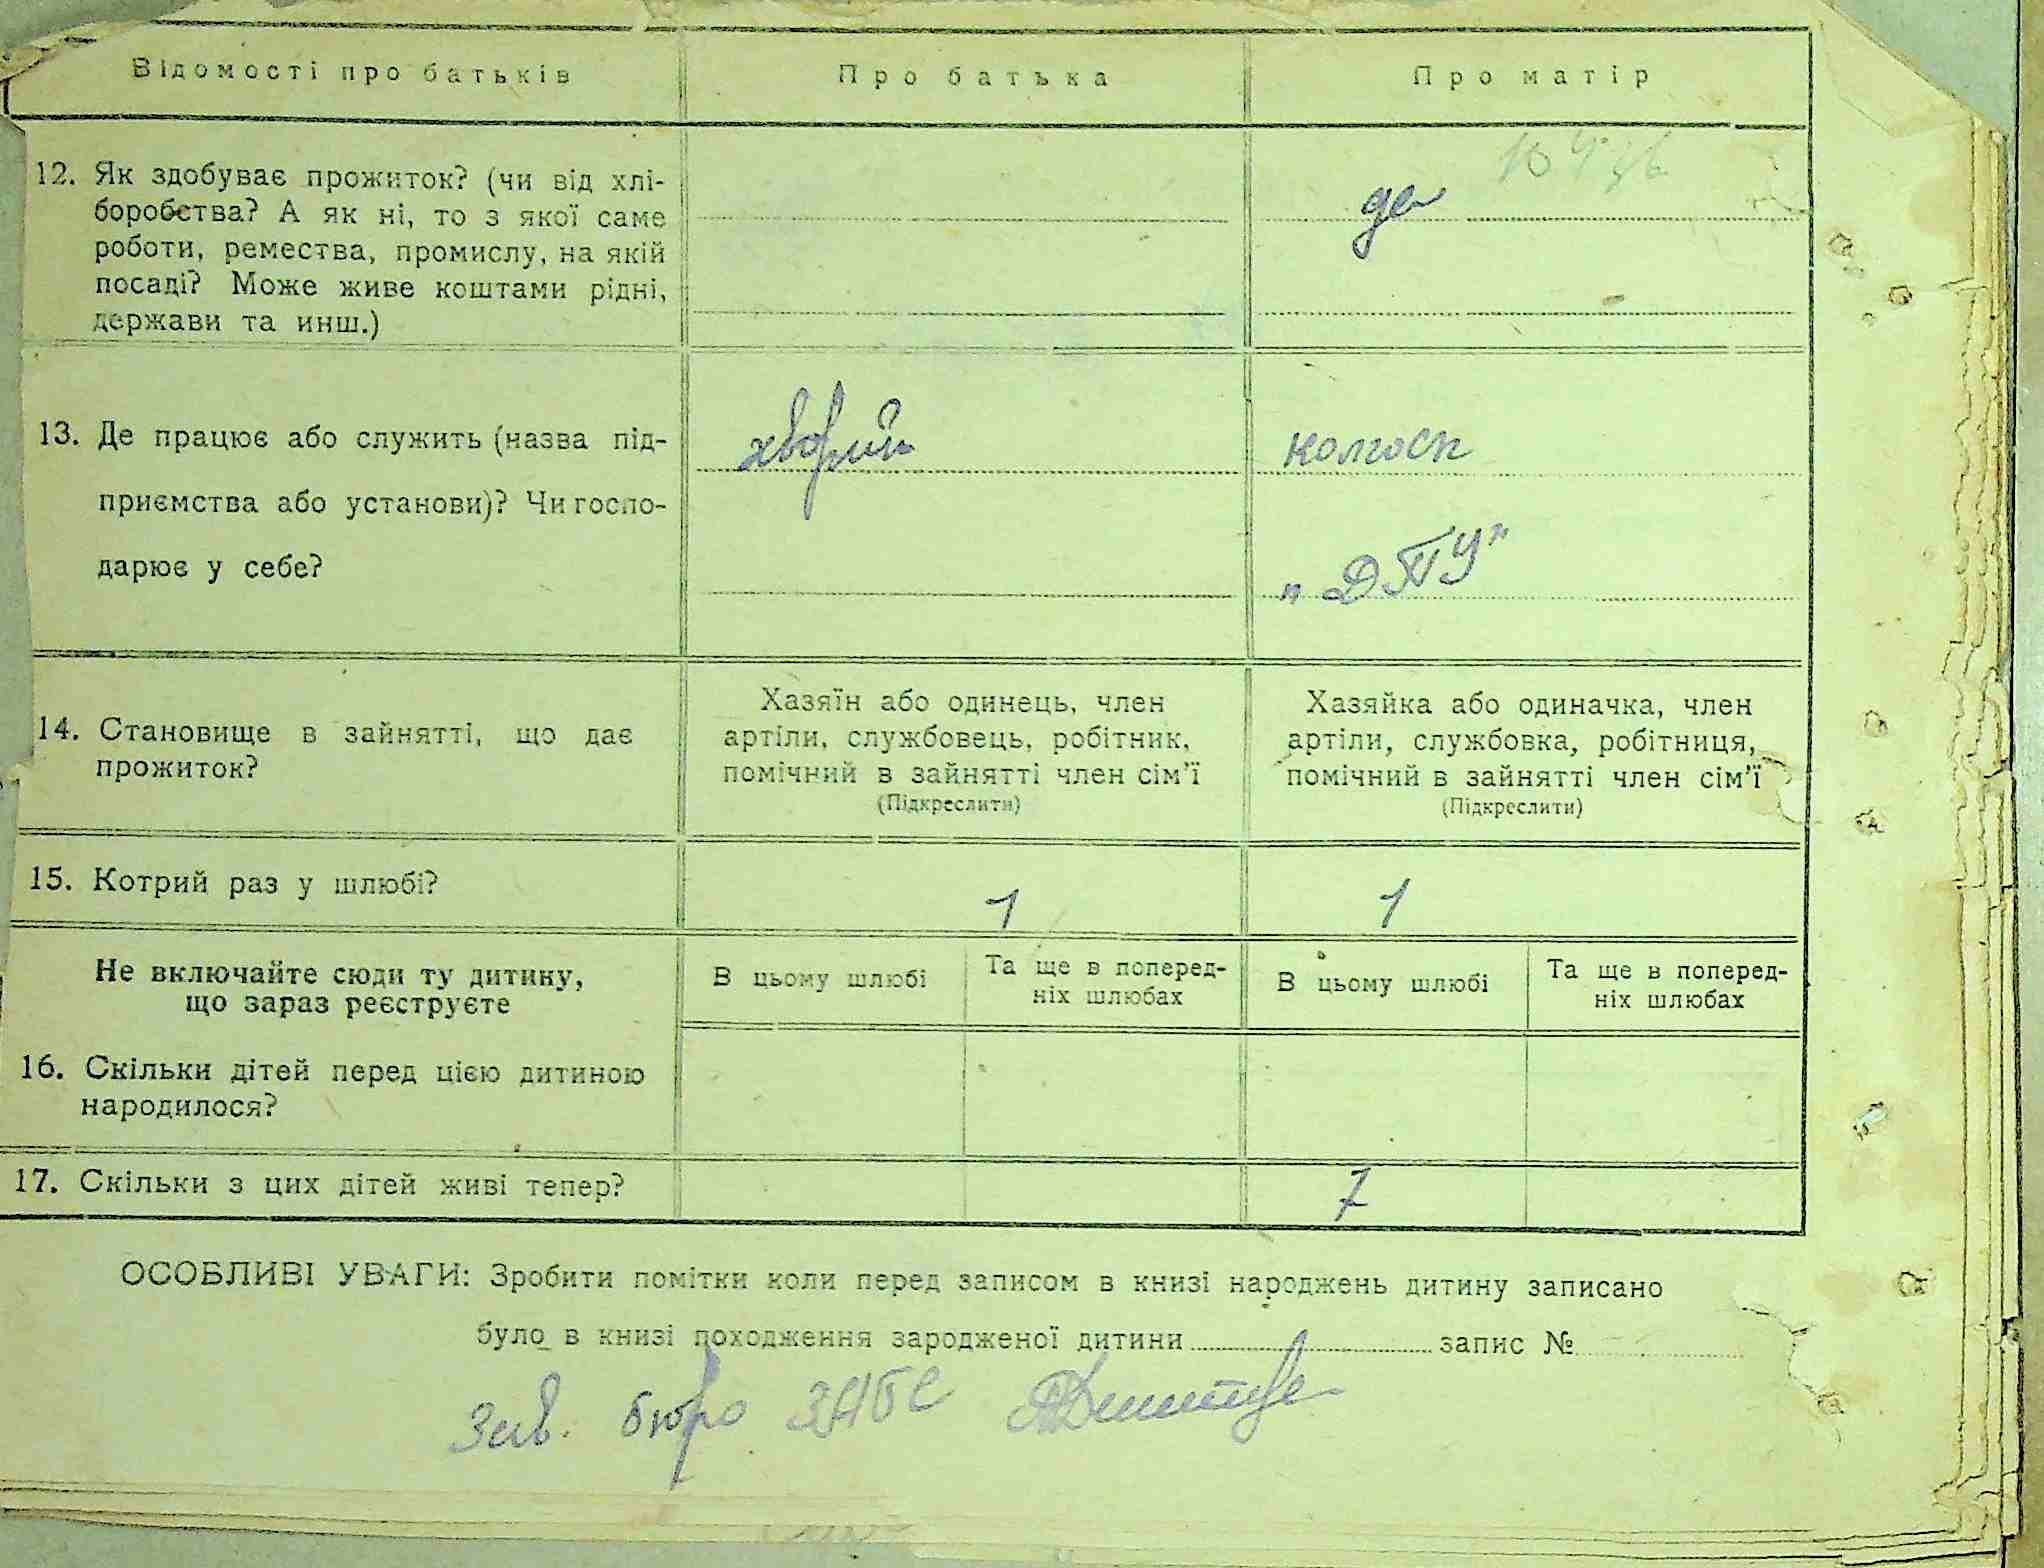 Відомості про батьків
Про батька
Про матір
12. Як здобуває прожиток? (чи від хлі-
боробства? А як ні, то з якої саме
роботи, ремества, промислу, на якій
посаді? Може живе коштами рідні,
держави та инш.)
да
13. Де працює або служить (назва під-
приємства або установи)? Чи госпо-
дарює у себе?
хворий
колгосп
„ДПУ"
14. Становище в зайнятті, що дає
прожиток?
Хазяїн або одинець, член
артіли, службовець, робітник,
помічний в зайнятті член сім'ї
(Підкреслити)
Хазяйка або одиначка, член
артіли, службовка, робітниця,
помічний в зайнятті член сім'ї
(Підкреслити)
15. Котрий раз у шлюбі?
1
1
Не включайте сюди ту дитину,
що зараз реєструєте
В цьому шлюбі
Та ще в поперед-
ніх шлюбах
В цьому шлюбі
Та ще в поперед-
ніх шлюбах
16. Скільки дітей перед цією дитиною
народилося?
17. Скільки з цих дітей живі тепер?
7
ОСОБЛИВІ УВАГИ: Зробити помітки коли перед записом в книзі народжень дитину записано
було в книзі походження зародженої дитини запис №
Зав. бюро ЗАГС